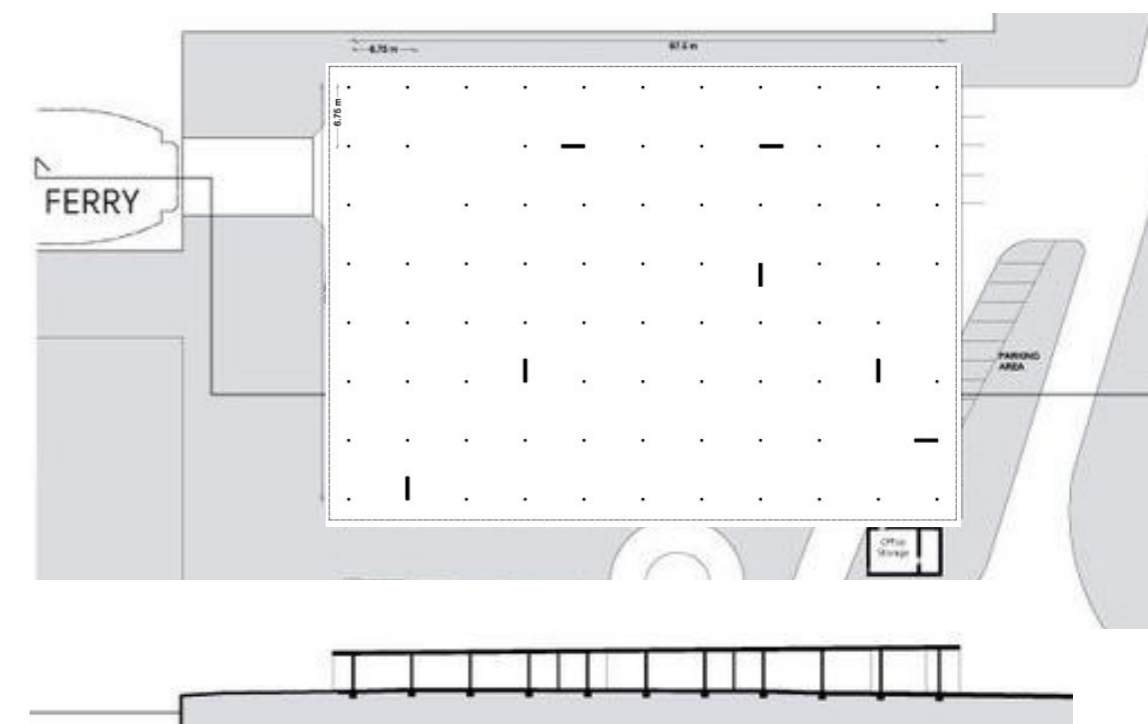 67.5 m
6.75 m
6.75 m
FERRY
PARKING
AREA
Office
Storage